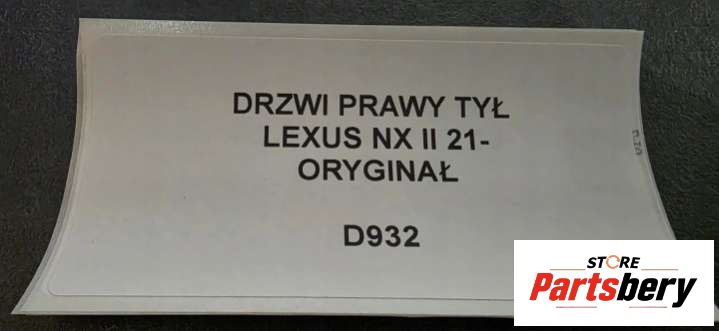 DRZWI PRAWY TYŁ
LEXUS NX II 21-
ORYGINAŁ
D932
STORE
Partsbery